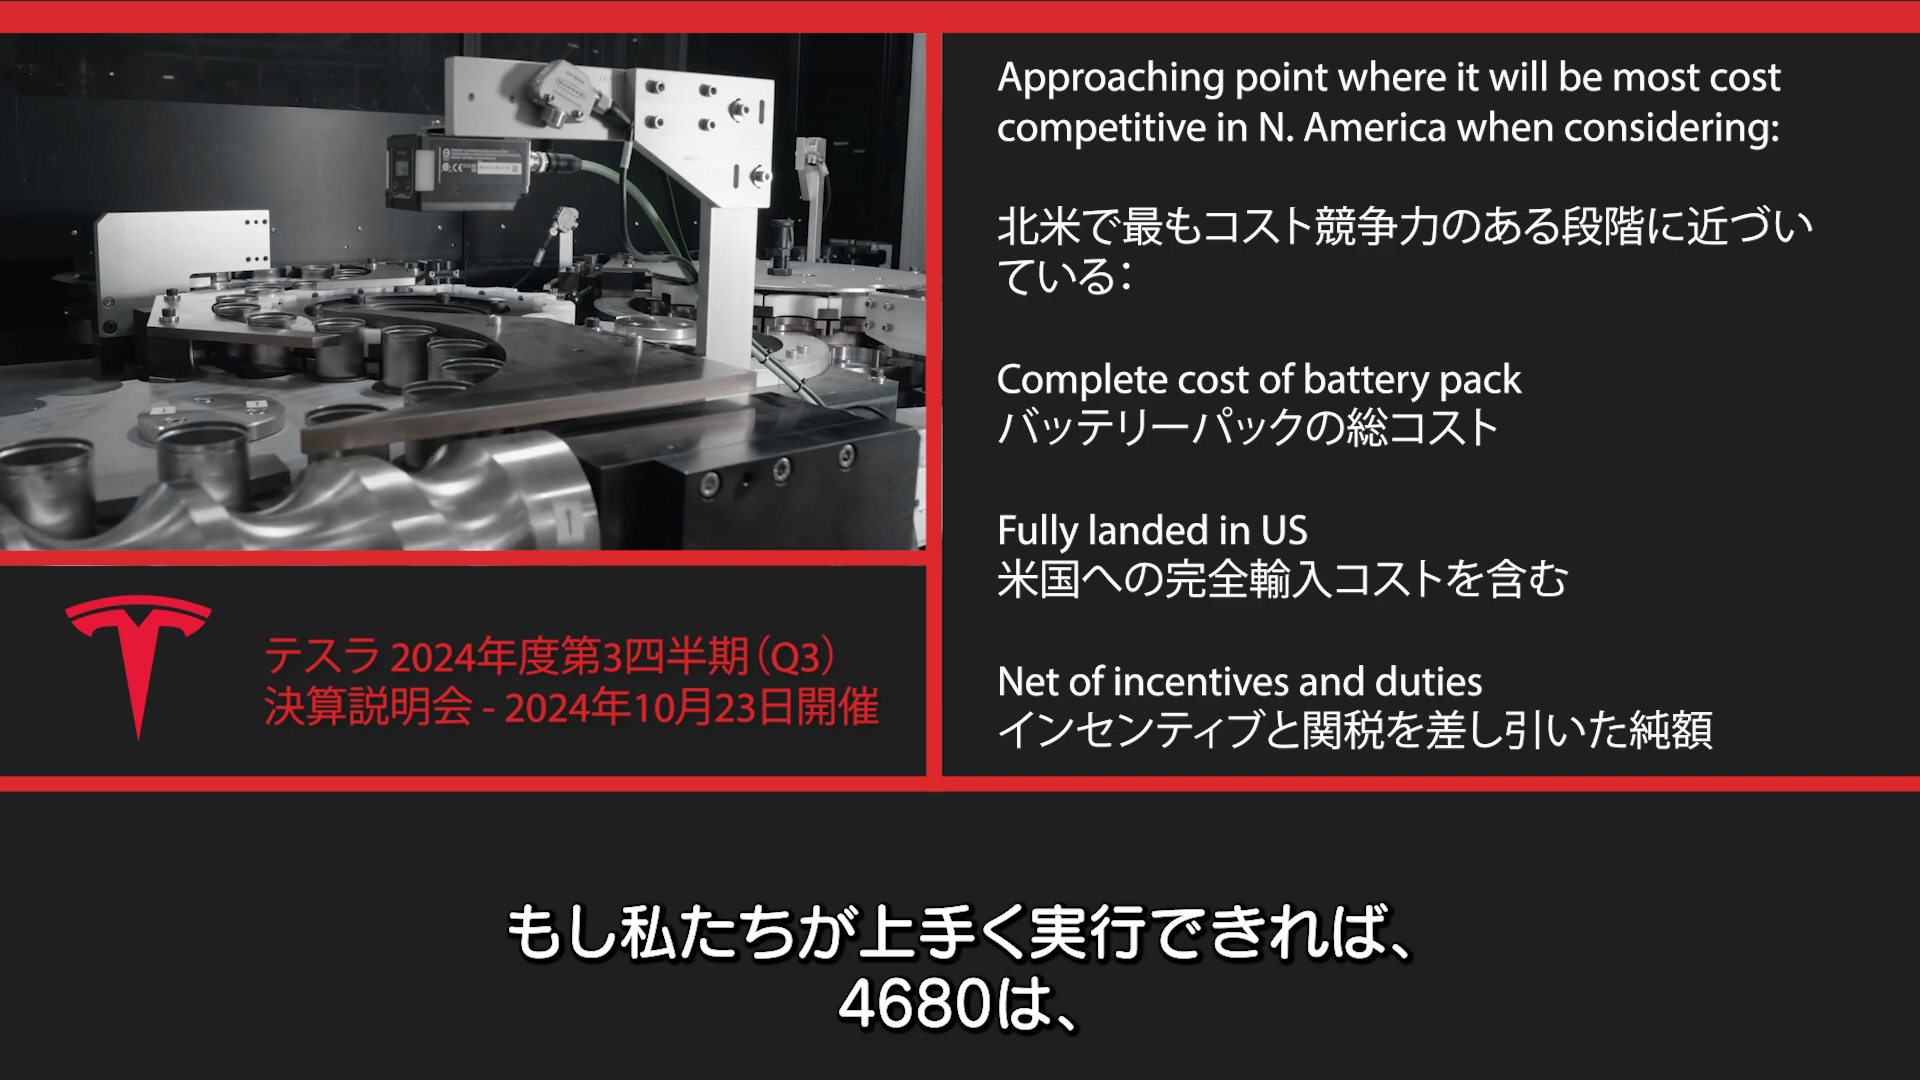 Approaching point where it will be most cost
competitive in N. America when considering:
北米で最もコスト競争力のある段階に近づい
ている：
Complete cost of battery pack
バッテリーパックの総コスト
Fully landed in US
米国への完全輸入コストを含む
Net of incentives and duties
インセンティブと関税を差し引いた純額
テスラ 2024年度第3四半期（Q3）
決算説明会 - 2024年10月23日開催
もし私たちが上手く実行できれば、
4680は、